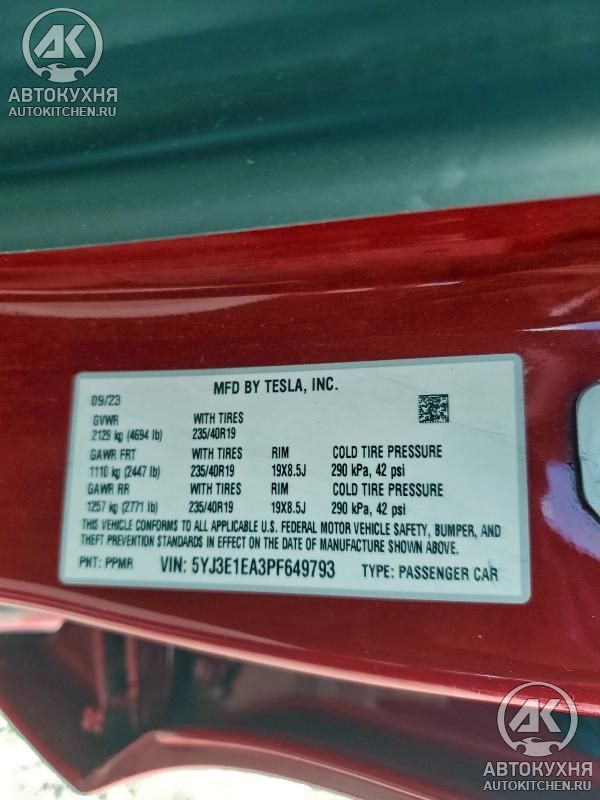 AK
АВТОКУХНЯ
AUTOKITCHEN.RU
MFD BY TESLA, INC.
09/23
GVWR WITH TIRES
2129 kg (4694 lb) 235/40R19
GAWR FRT WITH TIRES RIM COLD TIRE PRESSURE
1110 kg (2447 lb) 235/40R19 19X8.5J 290 kPa, 42 psi
GAWR RR WITH TIRES RIM COLD TIRE PRESSURE
1257 kg (2771 lb) 235/40R19 19X8.5J 290 kPa, 42 psi
THIS VEHICLE CONFORMS TO ALL APPLICABLE U.S. FEDERAL MOTOR VEHICLE SAFETY, BUMPER, AND
THEFT PREVENTION STANDARDS IN EFFECT ON THE DATE OF MANUFACTURE SHOWN ABOVE.
PNT: PPMR VIN: 5YJ3E1EA3PF649793 TYPE: PASSENGER CAR
AK
АВТОКУХНЯ
AUTOKITCHEN.RU